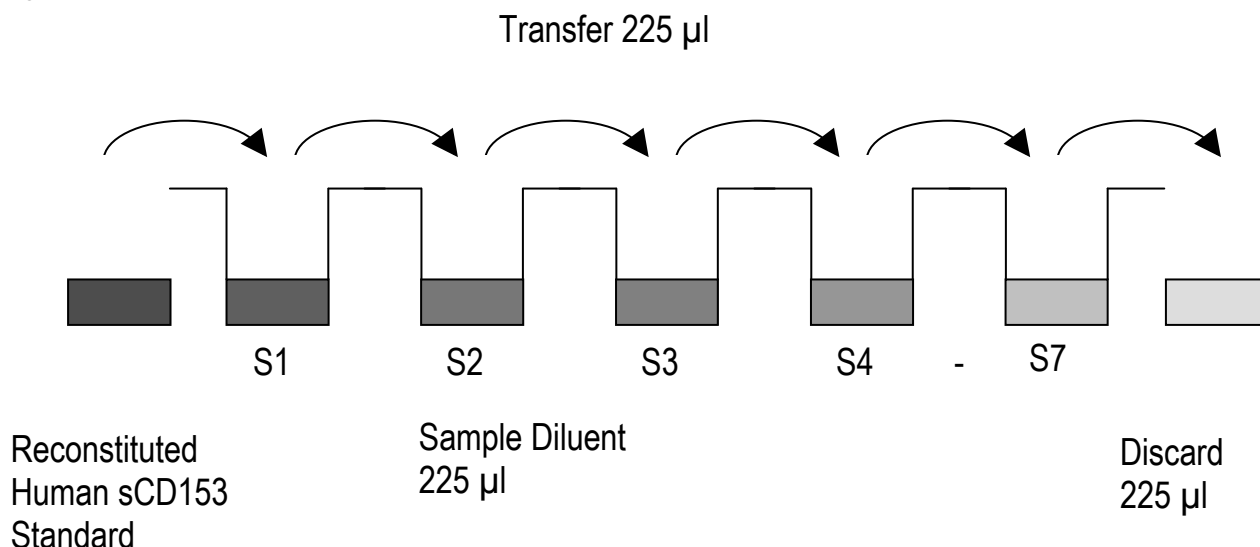 Transfer 225 µl
S1 S2 S3 S4 - S7
Reconstituted
Human sCD153
Standard
Sample Diluent
225 µl
Discard
225 µl